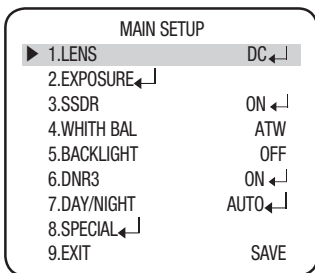 MAIN SETUP
▶ 1.LENS DC↵
2.EXPOSURE↵
3.SSDR ON↵
4.WHITH BAL ATW
5.BACKLIGHT OFF
6.DNR3 ON↵
7.DAY/NIGHT AUTO↵
8.SPECIAL↵
9.EXIT SAVE